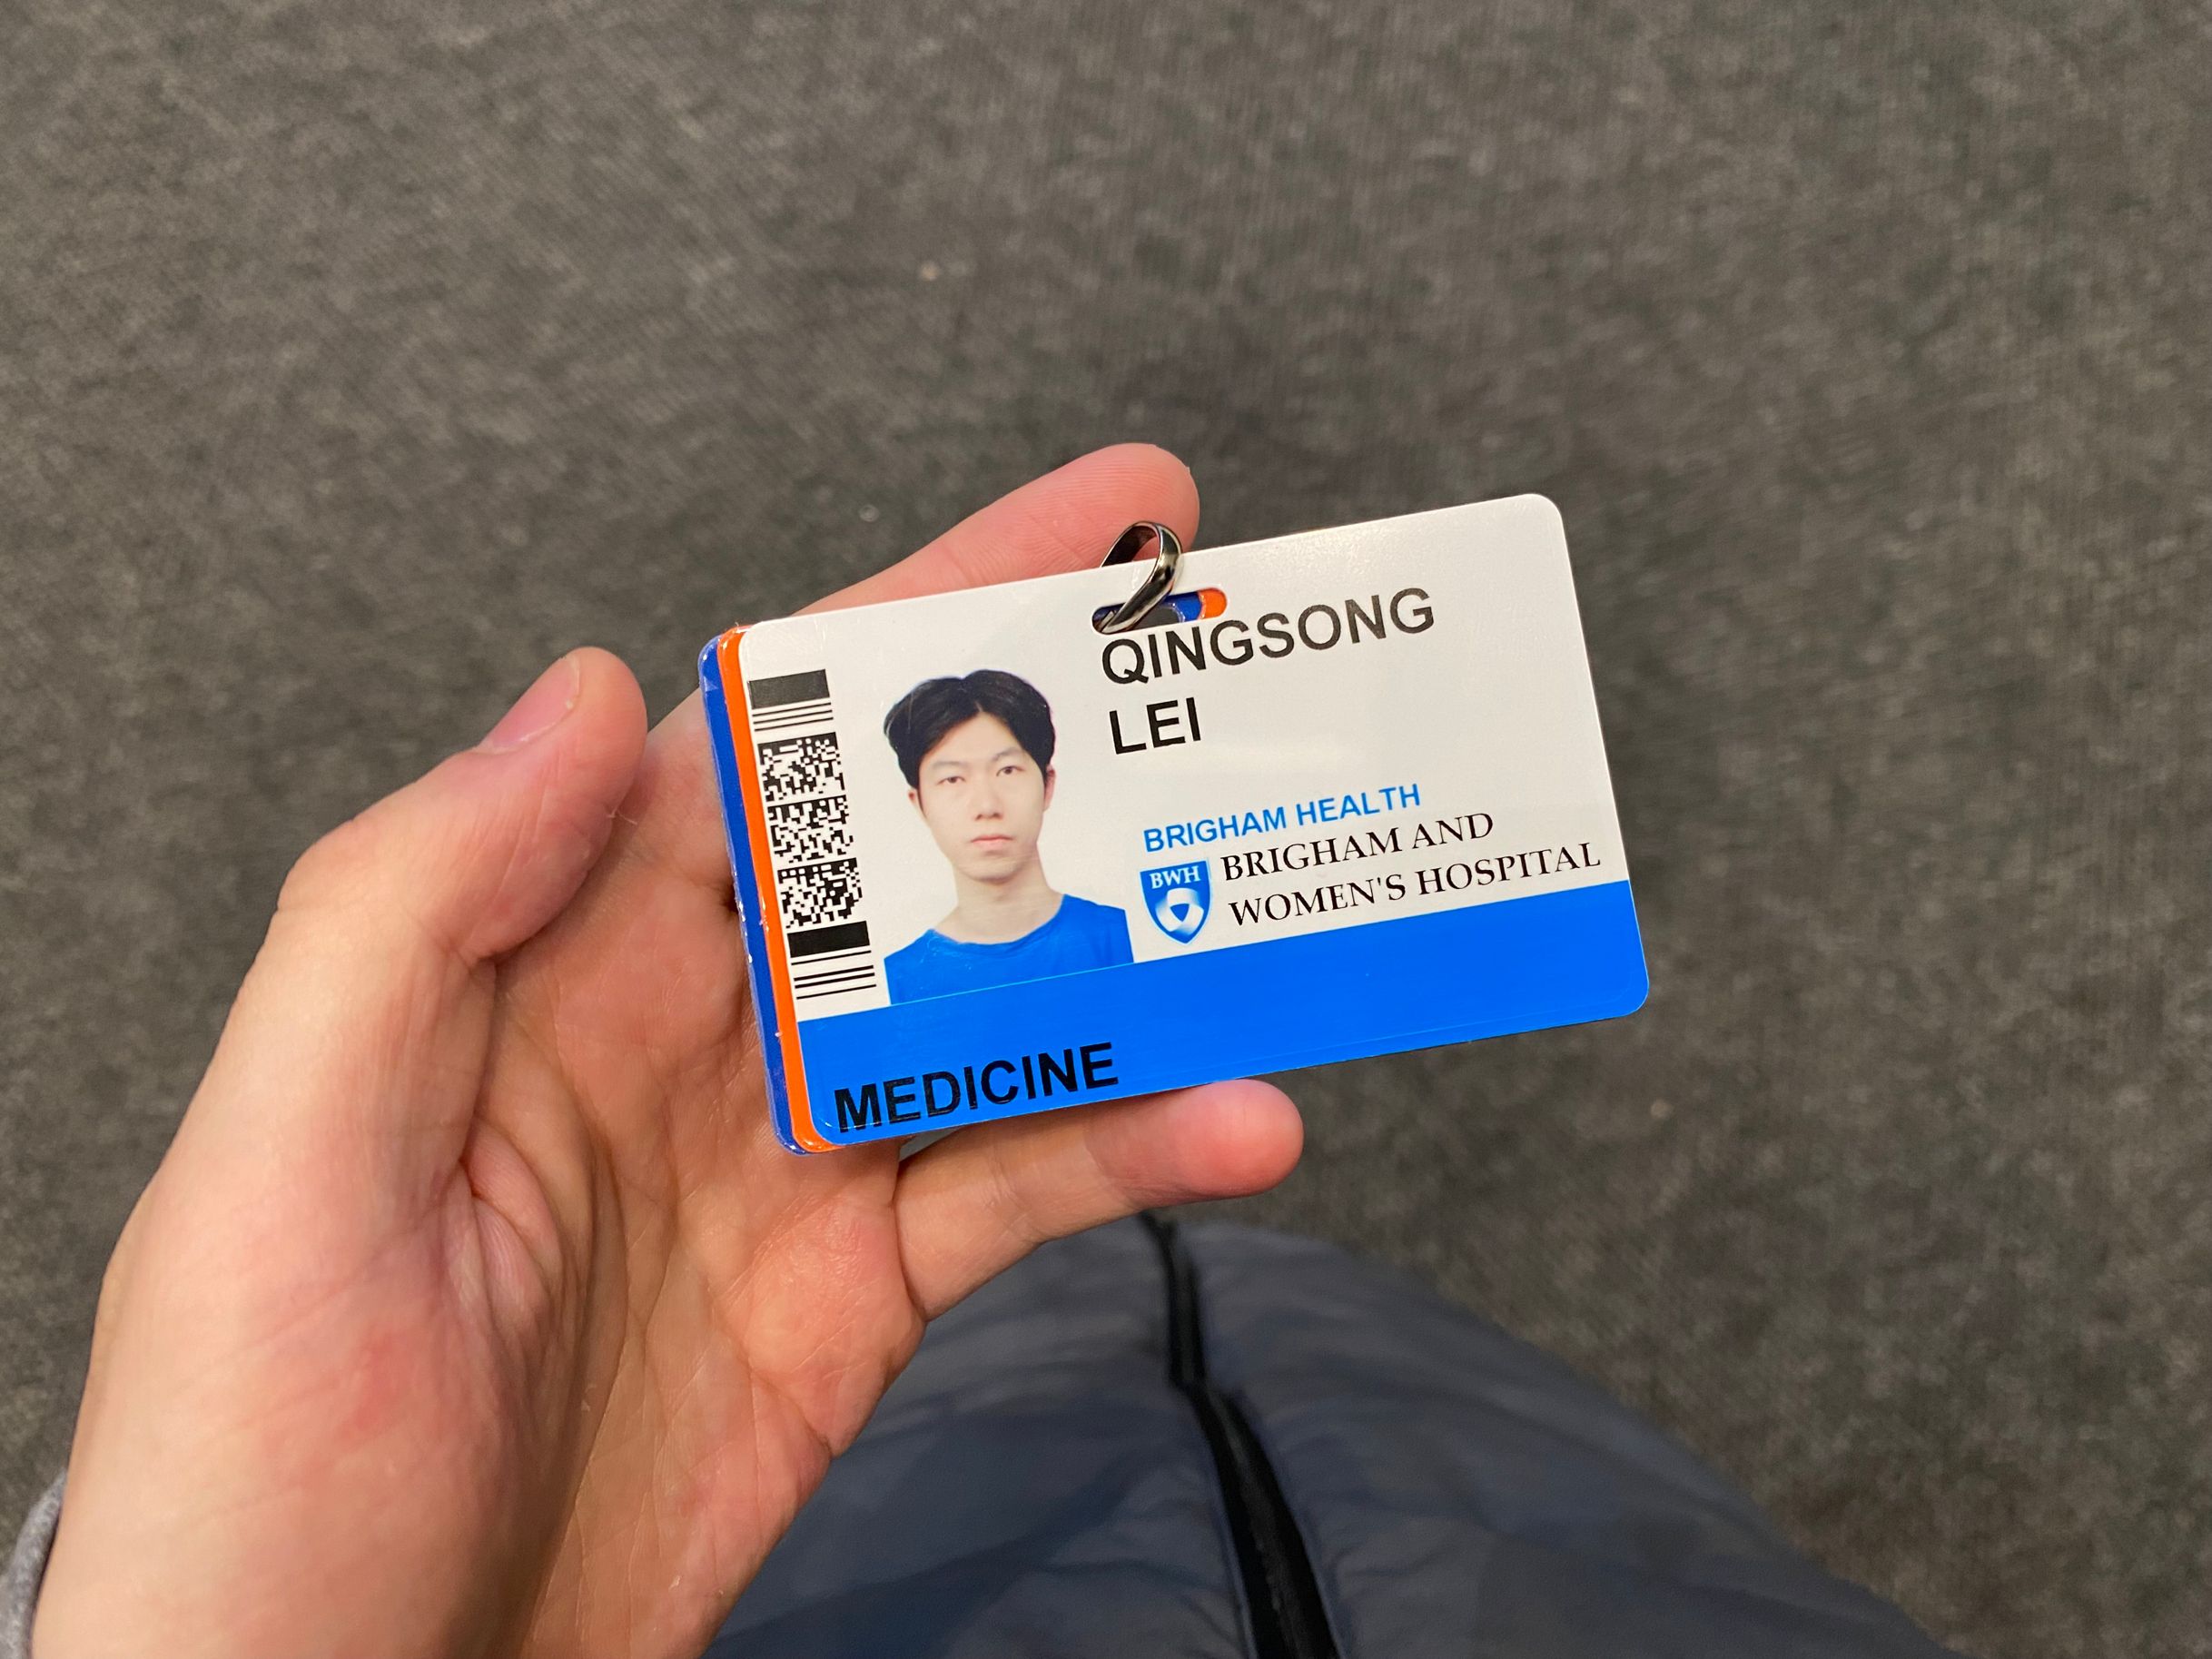 QINGSONG
LEI
BRIGHAM HEALTH
BWH
BRIGHAM AND
WOMEN'S HOSPITAL
MEDICINE